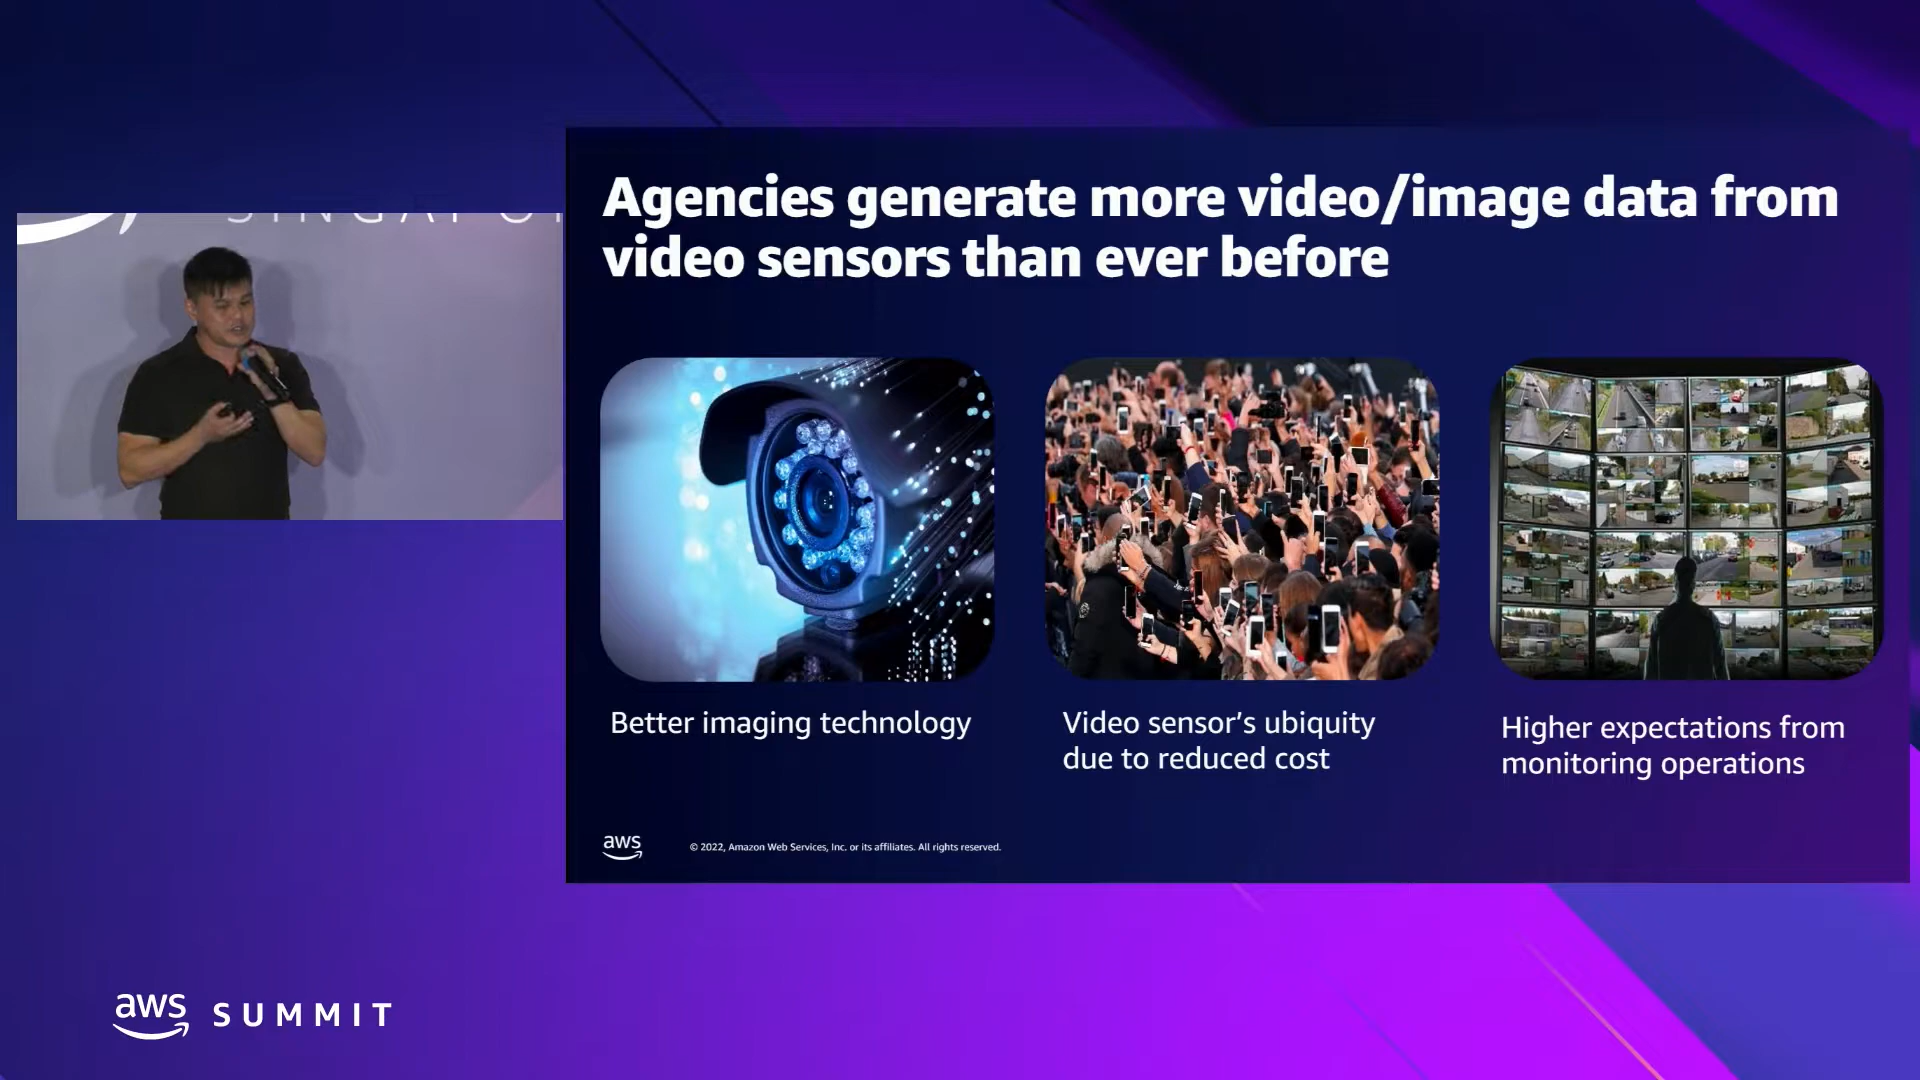 Agencies generate more video/image data from
video sensors than ever before
Better imaging technology
Video sensor's ubiquity
due to reduced cost
Higher expectations from
monitoring operations
aws
© 2022, Amazon Web Services, Inc. or its affiliates. All rights reserved.
aws SUMMIT